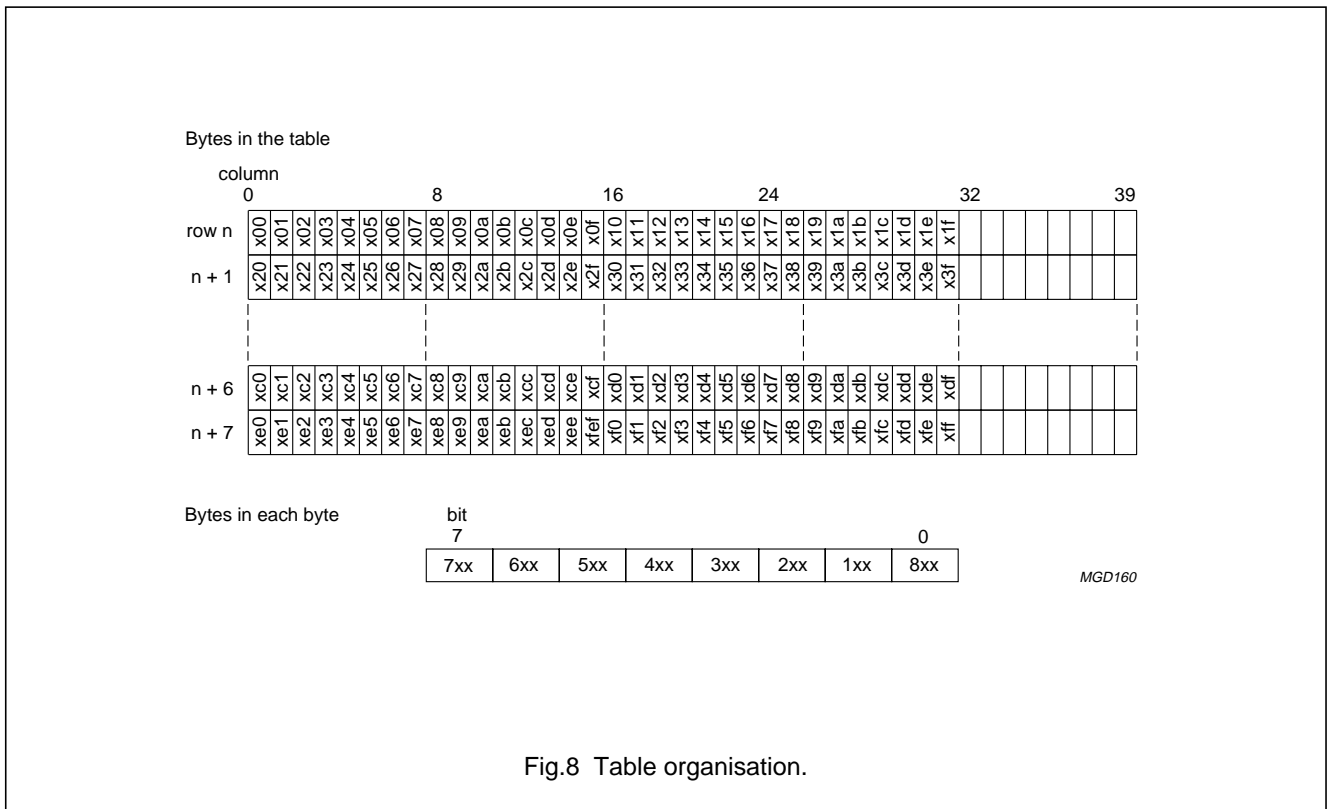 Bytes in the table
column
0 8 16 24 32 39
row n x00 x01 x02 x03 x04 x05 x06 x07 x08 x09 x0a x0b x0c x0d x0e x0f x10 x11 x12 x13 x14 x15 x16 x17 x18 x19 x1a x1b x1c x1d x1e x1f
n + 1 x20 x21 x22 x23 x24 x25 x26 x27 x28 x29 x2a x2b x2c x2d x2e x2f x30 x31 x32 x33 x34 x35 x36 x37 x38 x39 x3a x3b x3c x3d x3e x3f
n + 6 xc0 xc1 xc2 xc3 xc4 xc5 xc6 xc7 xc8 xc9 xca xcb xcc xcd xce xcf xd0 xd1 xd2 xd3 xd4 xd5 xd6 xd7 xd8 xd9 xda xdb xdc xdd xde xdf
n + 7 xe0 xe1 xe2 xe3 xe4 xe5 xe6 xe7 xe8 xe9 xea xeb xec xed xee xfef xf0 xf1 xf2 xf3 xf4 xf5 xf6 xf7 xf8 xf9 xfa xfb xfc xfd xfe xff
Bytes in each byte bit
7 0
7xx 6xx 5xx 4xx 3xx 2xx 1xx 8xx
MGD160
Fig.8 Table organisation.